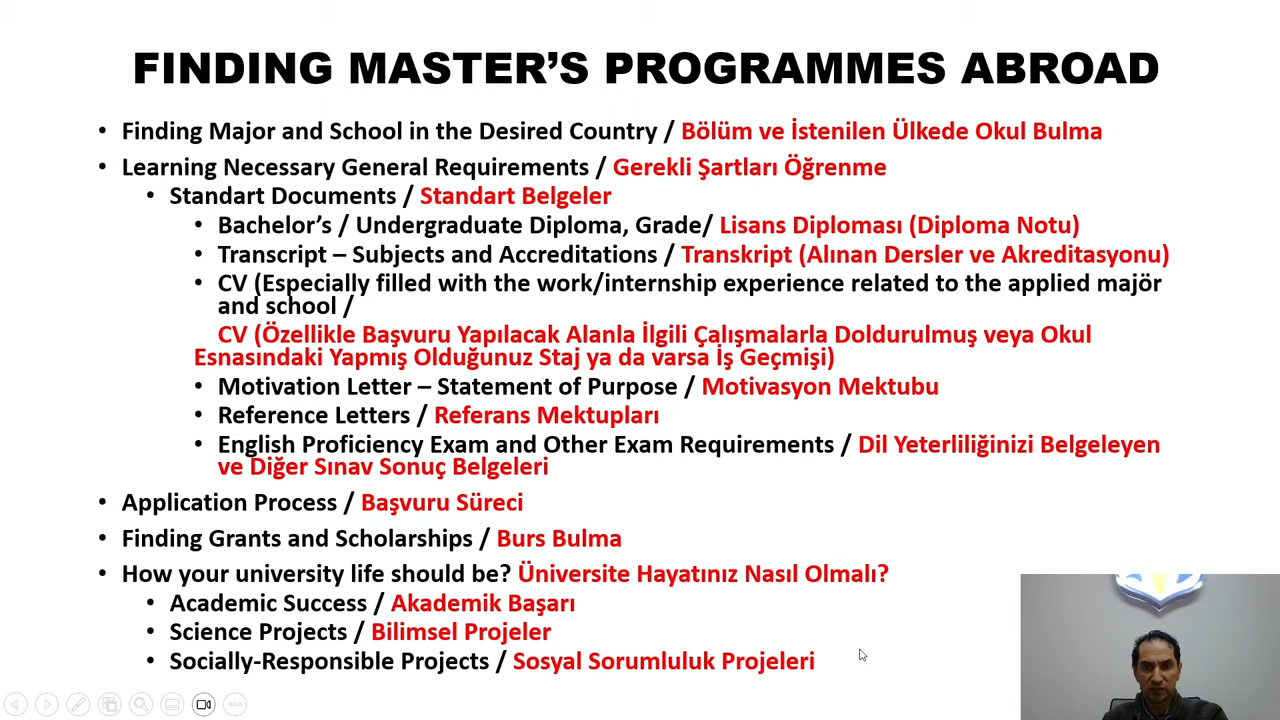 FINDING MASTER'S PROGRAMMES ABROAD
• Finding Major and School in the Desired Country / Bölüm ve İstenilen Ülkede Okul Bulma
• Learning Necessary General Requirements / Gerekli Şartları Öğrenme
• Standart Documents / Standart Belgeler
• Bachelor's / Undergraduate Diploma, Grade/ Lisans Diploması (Diploma Notu)
• Transcript – Subjects and Accreditations / Transkript (Alınan Dersler ve Akreditasyonu)
• CV (Especially filled with the work/internship experience related to the applied majör
and school /
CV (Özellikle Başvuru Yapılacak Alanla İlgili Çalışmalarla Doldurulmuş veya Okul
Esnasındaki Yapmış Olduğunuz Staj ya da varsa İş Geçmişi)
• Motivation Letter – Statement of Purpose / Motivasyon Mektubu
• Reference Letters / Referans Mektupları
• English Proficiency Exam and Other Exam Requirements / Dil Yeterliliğinizi Belgeleyen
ve Diğer Sınav Sonuç Belgeleri
• Application Process / Başvuru Süreci
• Finding Grants and Scholarships / Burs Bulma
• How your university life should be? Üniversite Hayatınız Nasıl Olmalı?
• Academic Success / Akademik Başarı
• Science Projects / Bilimsel Projeler
• Socially-Responsible Projects / Sosyal Sorumluluk Projeleri